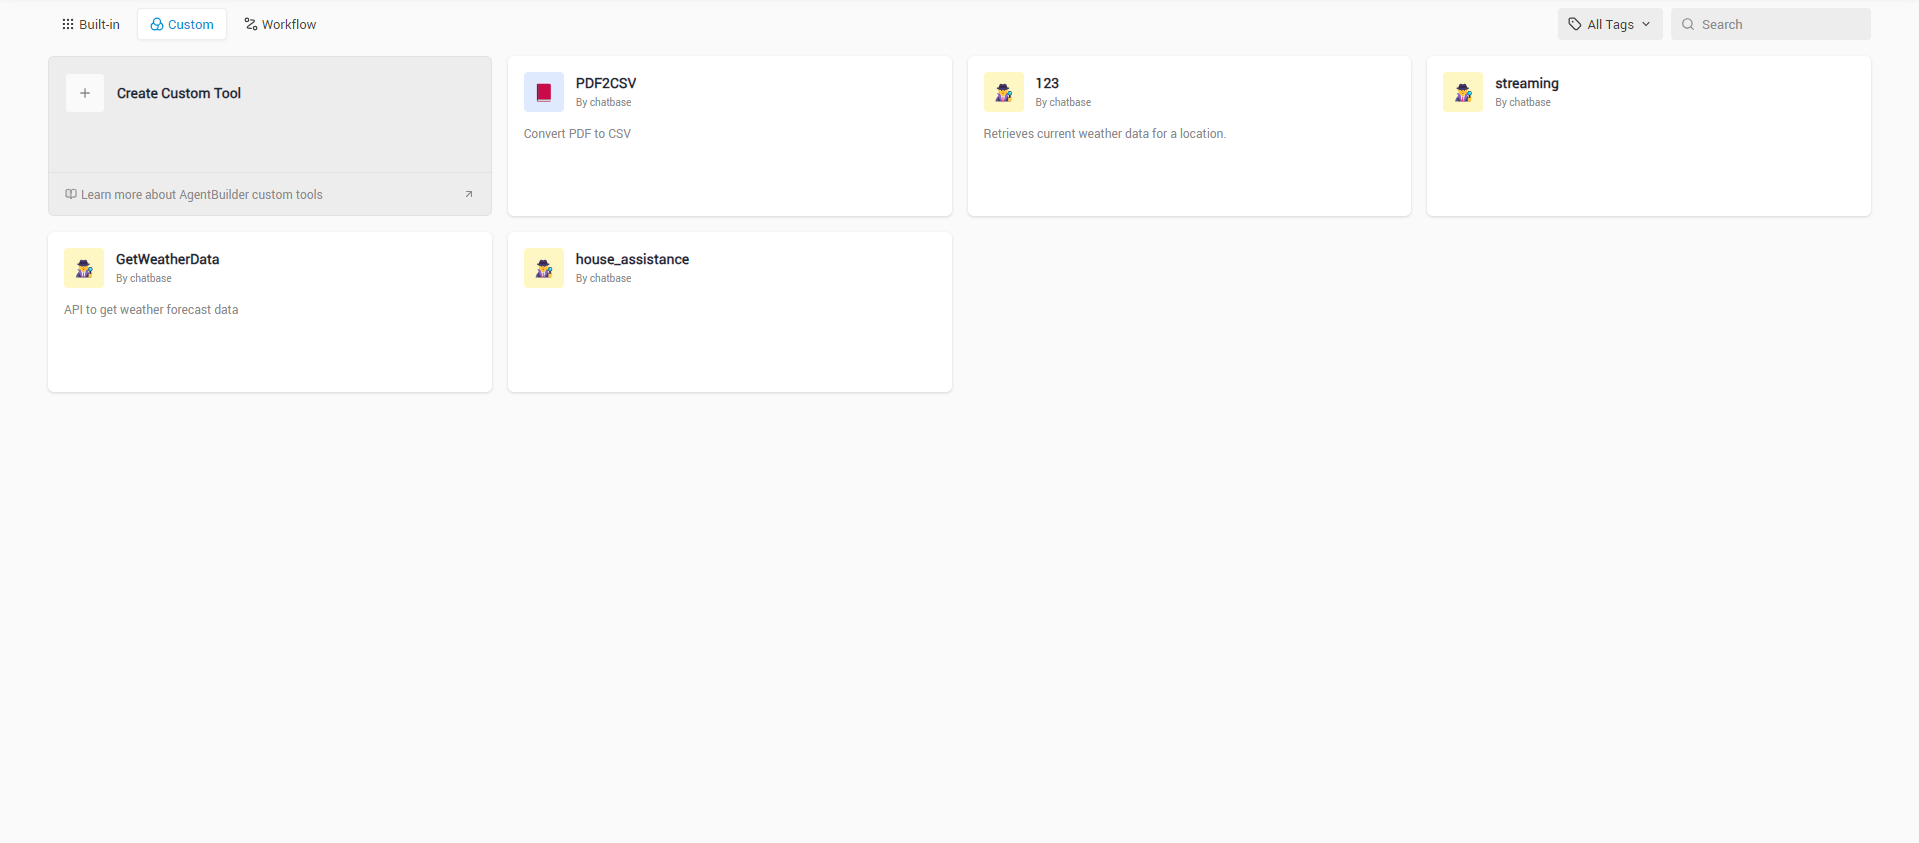 Built-in
Custom
Workflow
All Tags
Search
Create Custom Tool
Learn more about AgentBuilder custom tools
PDF2CSV
By chatbase
Convert PDF to CSV
123
By chatbase
Retrieves current weather data for a location.
streaming
By chatbase
GetWeatherData
By chatbase
API to get weather forecast data
house_assistance
By chatbase